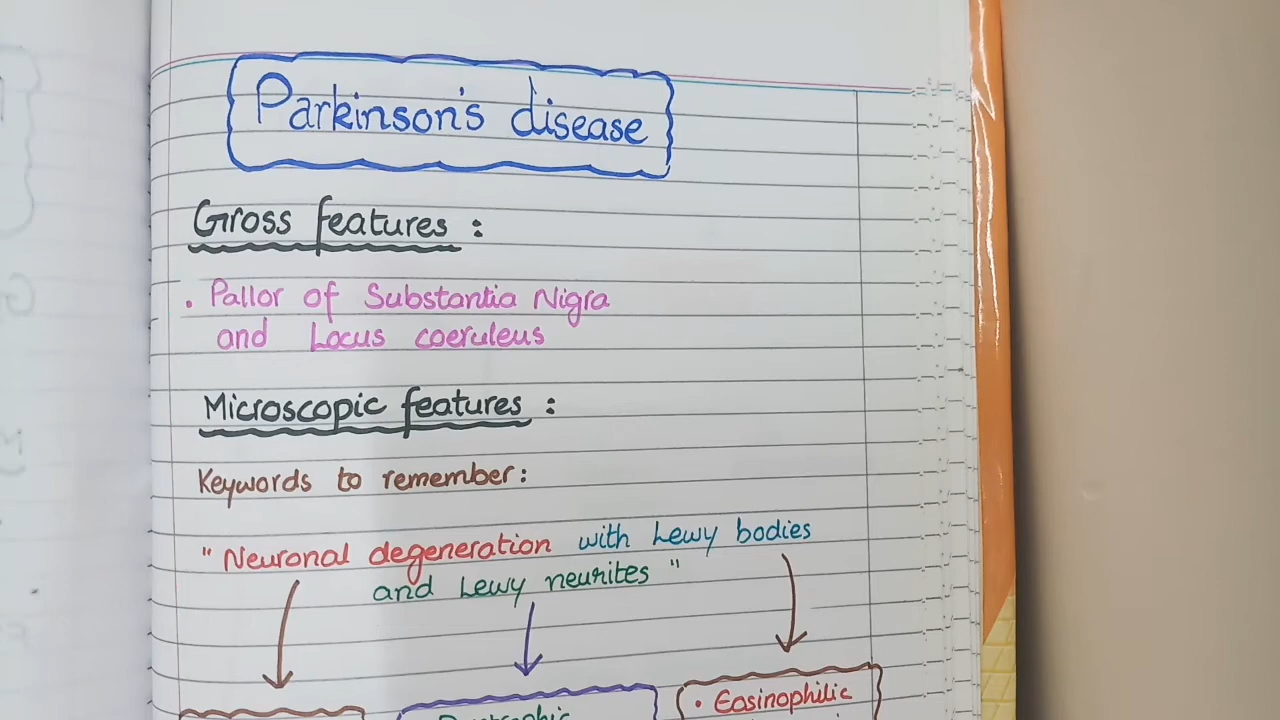 Parkinson's disease
Gross features :
. Pallor of Substantia Nigra
and Locus coeruleus
Microscopic features :
Keywords to remember:
" Neuronal degeneration with Lewy bodies
and Lewy neurites "
• Eosinophilic